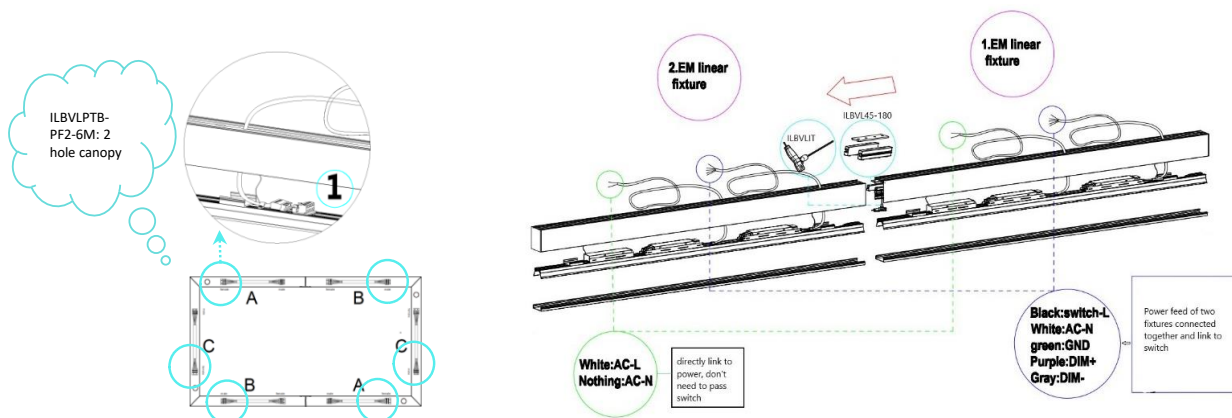 ILBVLPTB-
PF2-6M: 2
hole canopy
1
A
B
C
C
B
A
2.EM linear
fixture
1.EM linear
fixture
ILBVLIT
ILBVL45-180
White:AC-L
Nothing:AC-N
directly link to
power, don't
need to pass
switch
Black:switch-L
White:AC-N
green:GND
Purple:DIM+
Gray:DIM-
Power feed of two
fixtures connected
together and link to
switch